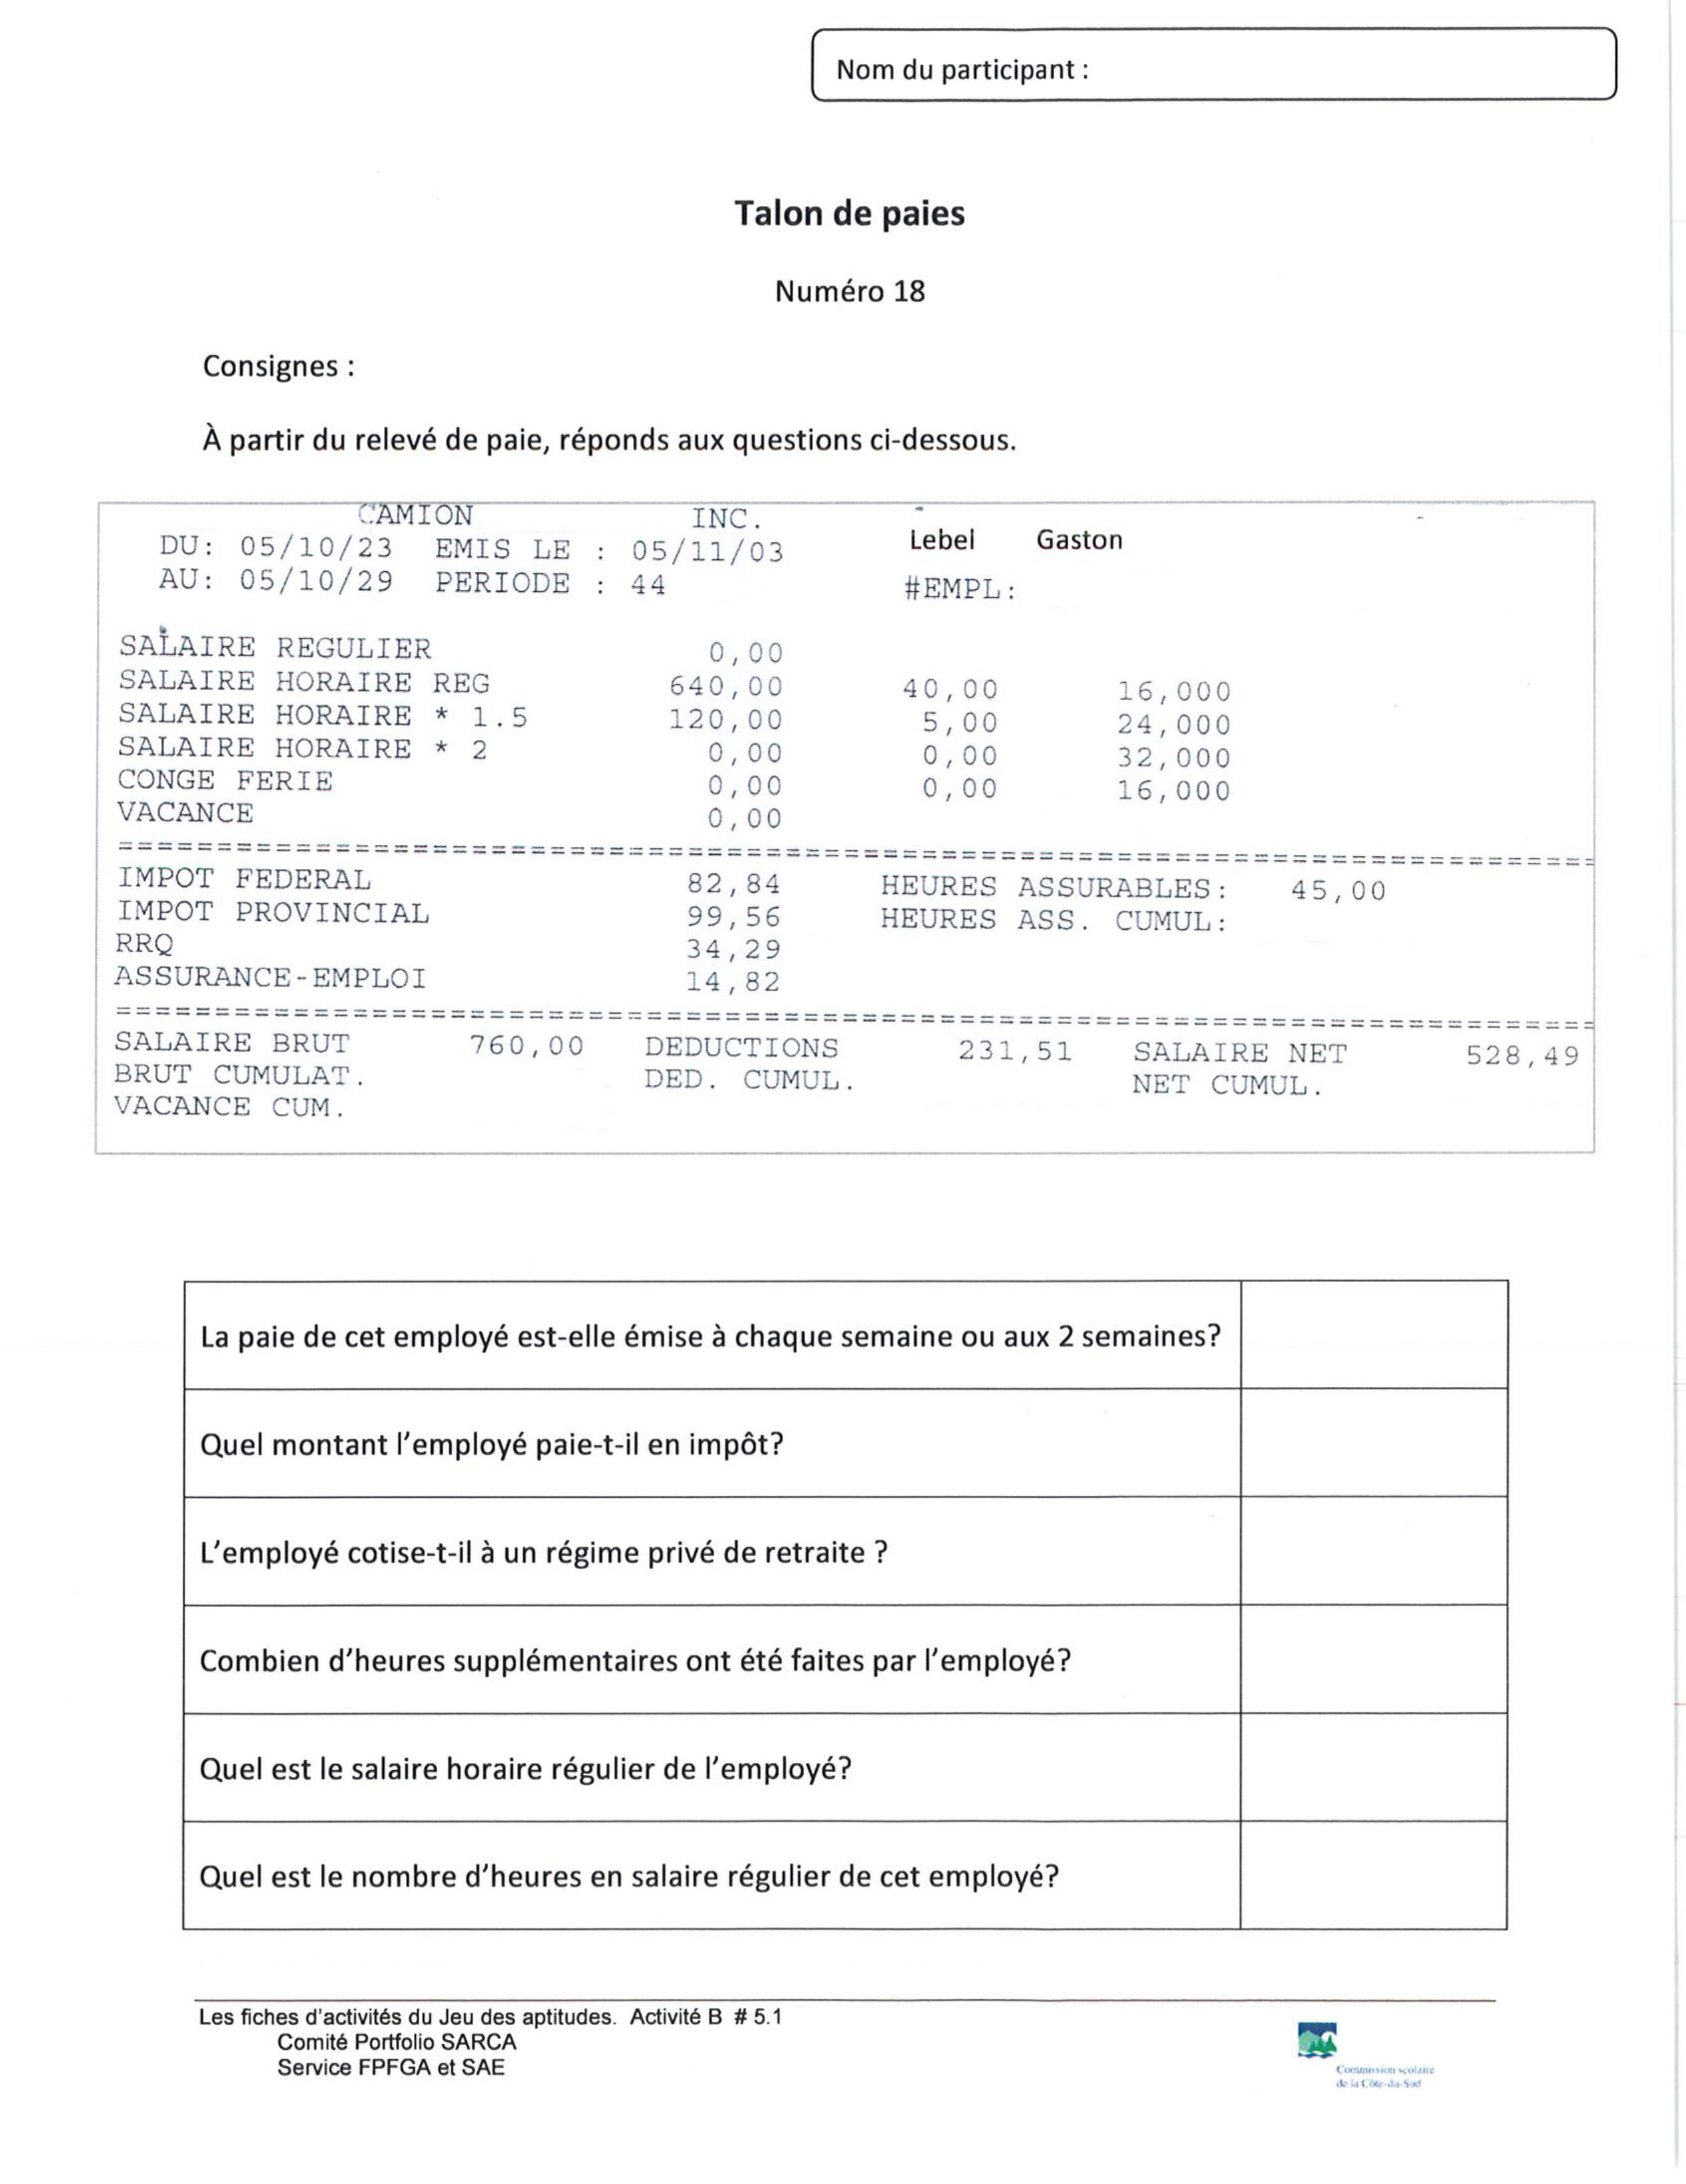 Nom du participant :
Talon de paies
Numéro 18
Consignes :
À partir du relevé de paie, réponds aux questions ci-dessous.
CAMION INC.
DU: 05/10/23 EMIS LE : 05/11/03 Lebel Gaston
AU: 05/10/29 PERIODE : 44 #EMPL:
SALAIRE REGULIER 0,00
SALAIRE HORAIRE REG 640,00 40,00 16,000
SALAIRE HORAIRE * 1.5 120,00 5,00 24,000
SALAIRE HORAIRE * 2 0,00 0,00 32,000
CONGE FERIE 0,00 0,00 16,000
VACANCE 0,00
IMPOT FEDERAL 82,84 HEURES ASSURABLES: 45,00
IMPOT PROVINCIAL 99,56 HEURES ASS. CUMUL:
RRQ 34,29
ASSURANCE-EMPLOI 14,82
SALAIRE BRUT 760,00 DEDUCTIONS 231,51 SALAIRE NET 528,49
BRUT CUMULAT. DED. CUMUL. NET CUMUL.
VACANCE CUM.
La paie de cet employé est-elle émise à chaque semaine ou aux 2 semaines?
Quel montant l'employé paie-t-il en impôt?
L'employé cotise-t-il à un régime privé de retraite ?
Combien d'heures supplémentaires ont été faites par l'employé?
Quel est le salaire horaire régulier de l'employé?
Quel est le nombre d'heures en salaire régulier de cet employé?
Les fiches d'activités du Jeu des aptitudes. Activité B # 5.1
Comité Portfolio SARCA
Service FPFGA et SAE
Commission scolaire
de la Côte-du-Sud